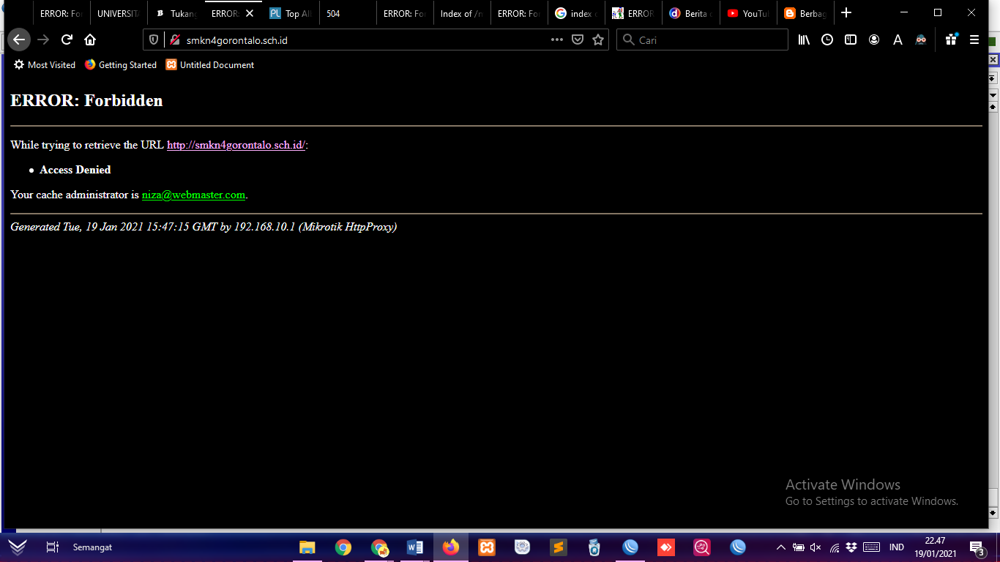 ERROR: Fo
UNIVERSIT
Tukan
ERROR:
Top All
504
ERROR: Fo
Index of /
ERROR: Fo
index
ERROR
Berita
YouTu
Berbag
smkn4gorontalo.sch.id
Cari
Most Visited
Getting Started
Untitled Document
ERROR: Forbidden
While trying to retrieve the URL http://smkn4gorontalo.sch.id/:
• Access Denied
Your cache administrator is niza@webmaster.com.
Generated Tue, 19 Jan 2021 15:47:15 GMT by 192.168.10.1 (Mikrotik HttpProxy)
Activate Windows
Go to Settings to activate Windows.
Semangat
IND
22.47
19/01/2021
3